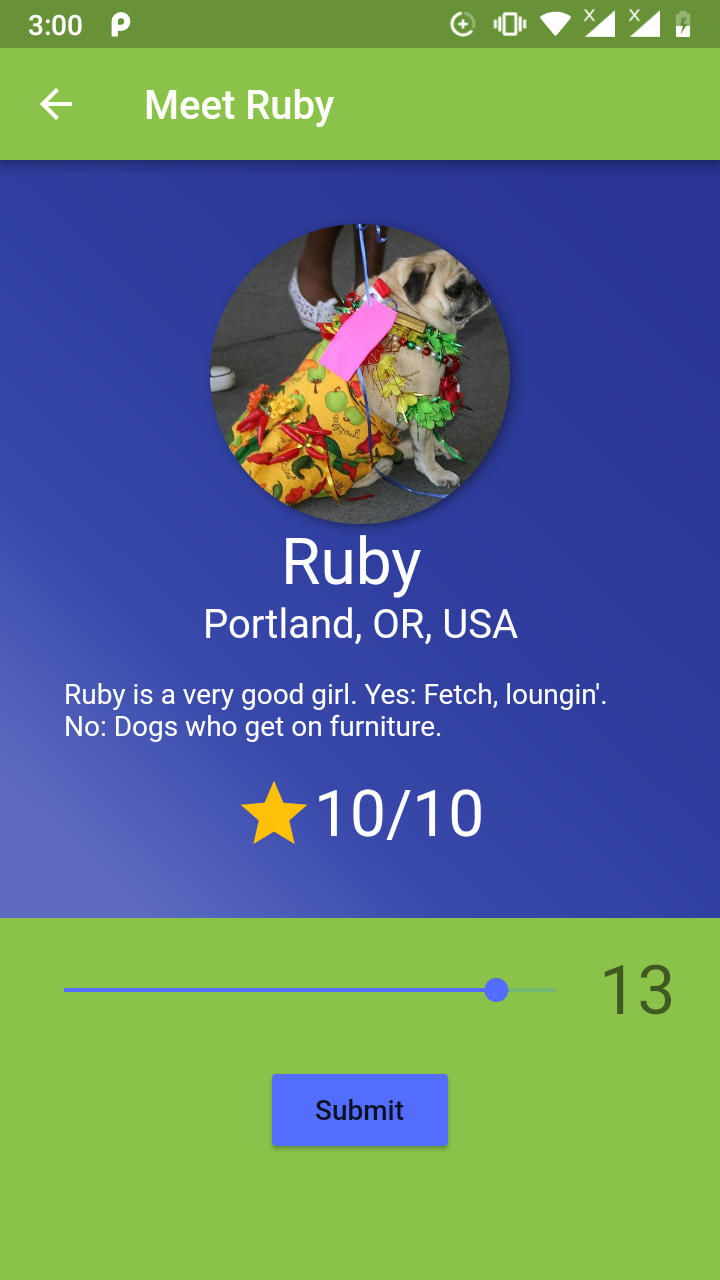 3:00
Meet Ruby
Ruby
Portland, OR, USA
Ruby is a very good girl. Yes: Fetch, loungin'.
No: Dogs who get on furniture.
10/10
13
Submit